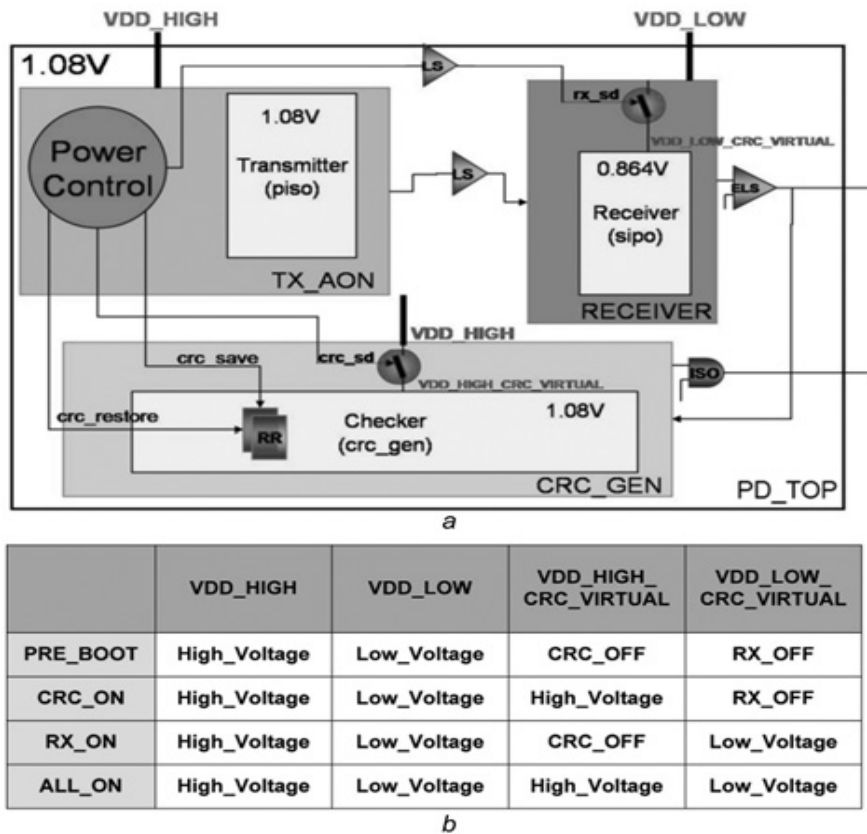 VDD_HIGH
VDD_LOW
1.08V
LS
rx_sd
Power
Control
1.08V
Transmitter
(piso)
VDD_LOW_CRC_VIRTUAL
LS
0.864V
Receiver
(sipo)
ELS
TX_AON
RECEIVER
VDD_HIGH
crc_save
crc_sd
ISO
VDD_HIGH_CRC_VIRTUAL
crc_restore
Checker
(crc_gen)
1.08V
RR
CRC_GEN
PD_TOP
a
VDD_HIGH VDD_LOW VDD_HIGH_ CRC_VIRTUAL VDD_LOW_ CRC_VIRTUAL
PRE_BOOT High_Voltage Low_Voltage CRC_OFF RX_OFF
CRC_ON High_Voltage Low_Voltage High_Voltage RX_OFF
RX_ON High_Voltage Low_Voltage CRC_OFF Low_Voltage
ALL_ON High_Voltage Low_Voltage High_Voltage Low_Voltage
b